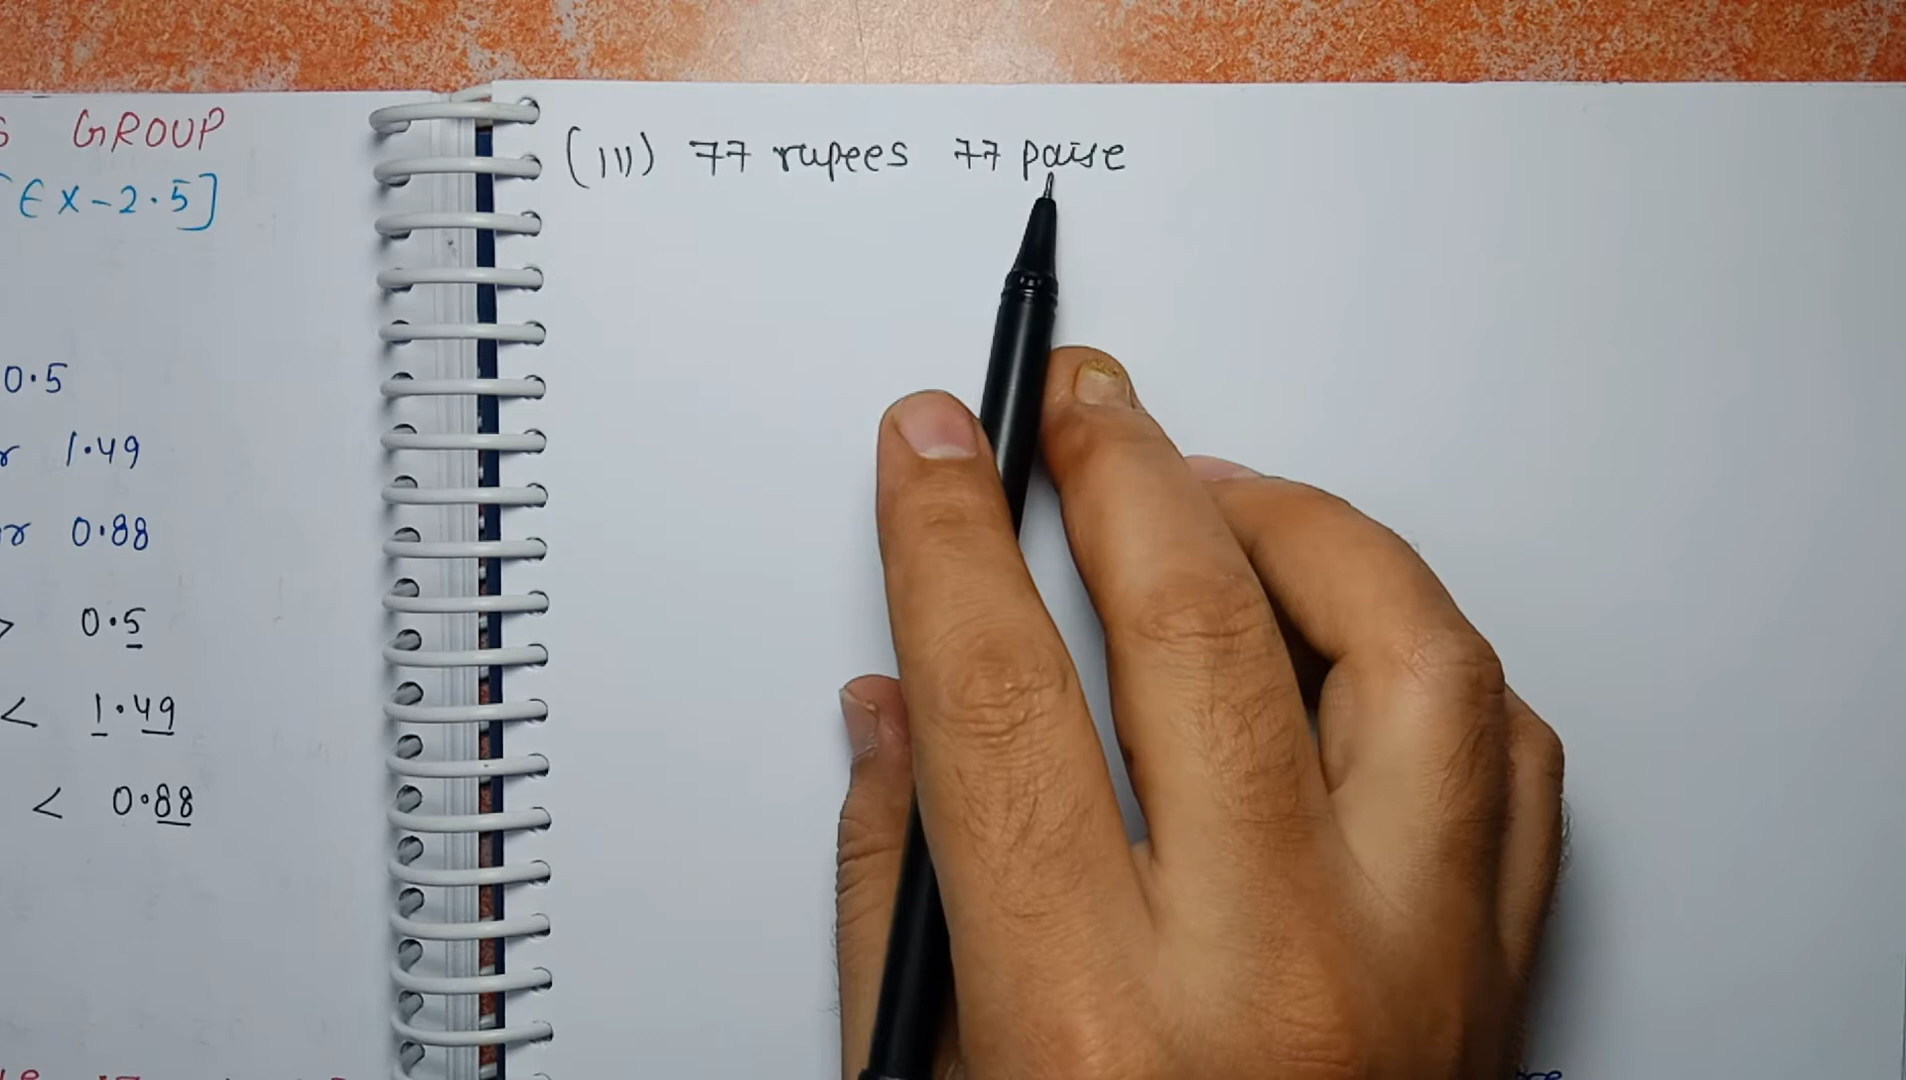 GROUP
[EX-2.5]
0.5
1.49
0.88
> 0.5
< 1.49
< 0.88
(iii) 77 rupees 77 paise